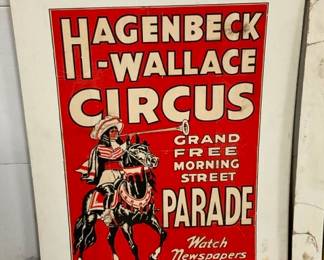 HAGENBECK
-WALLACE
CIRCUS
GRAND
FREE
MORNING
STREET
PARADE
Watch
Newspapers